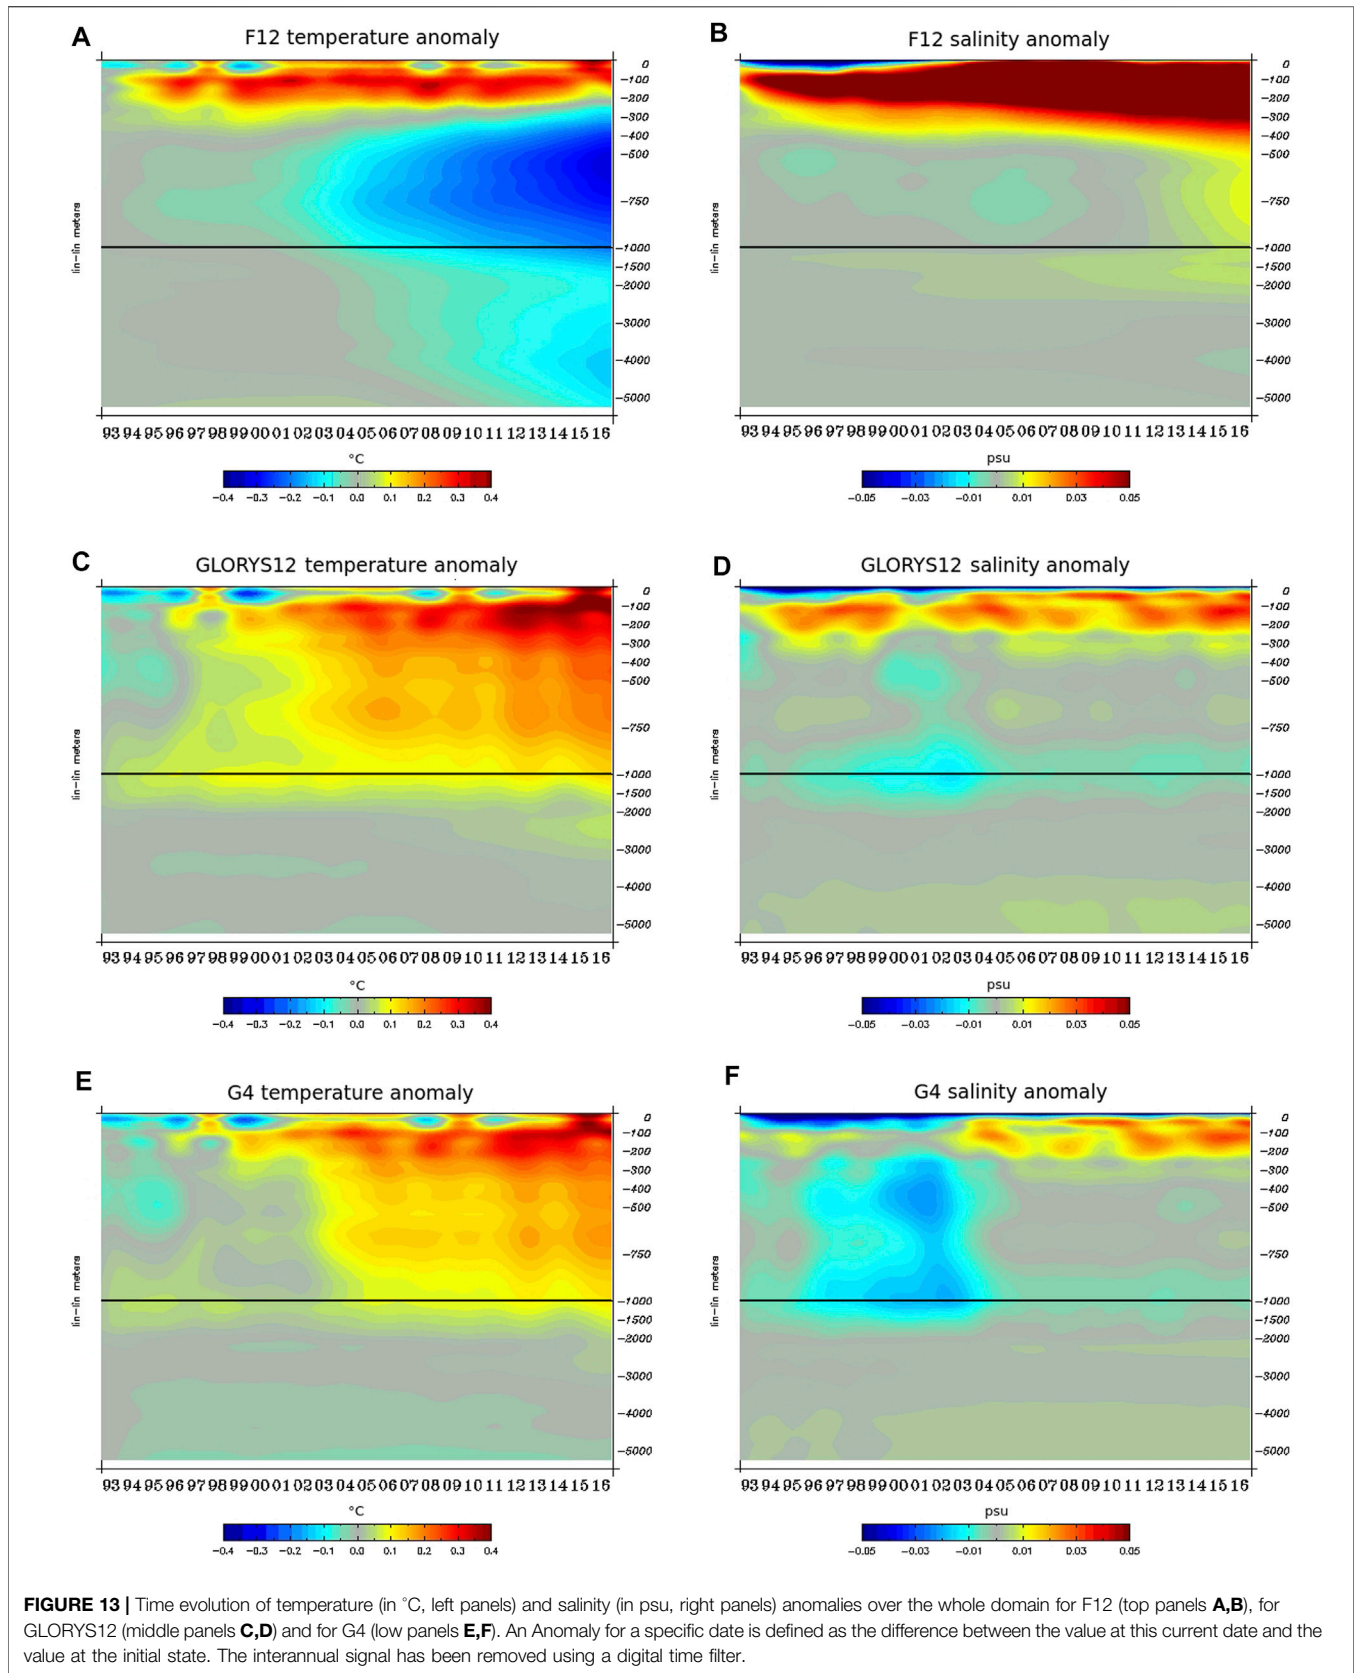 A
F12 temperature anomaly
lin-lin meters
0
-100
-200
-300
-400
-500
-750
-1000
-1500
-2000
-3000
-4000
-5000
93 94 95 96 97 98 99 00 01 02 03 04 05 06 07 08 09 10 11 12 13 14 15 16
°C
-0.4 -0.3 -0.2 -0.1 0.0 0.1 0.2 0.3 0.4
B
F12 salinity anomaly
lin-lin meters
0
-100
-200
-300
-400
-500
-750
-1000
-1500
-2000
-3000
-4000
-5000
93 94 95 96 97 98 99 00 01 02 03 04 05 06 07 08 09 10 11 12 13 14 15 16
psu
-0.05 -0.03 -0.01 0.01 0.03 0.05
C
GLORYS12 temperature anomaly
lin-lin meters
0
-100
-200
-300
-400
-500
-750
-1000
-1500
-2000
-3000
-4000
-5000
93 94 95 96 97 98 99 00 01 02 03 04 05 06 07 08 09 10 11 12 13 14 15 16
°C
-0.4 -0.3 -0.2 -0.1 0.0 0.1 0.2 0.3 0.4
D
GLORYS12 salinity anomaly
lin-lin meters
0
-100
-200
-300
-400
-500
-750
-1000
-1500
-2000
-3000
-4000
-5000
93 94 95 96 97 98 99 00 01 02 03 04 05 06 07 08 09 10 11 12 13 14 15 16
psu
-0.05 -0.03 -0.01 0.01 0.03 0.05
E
G4 temperature anomaly
lin-lin meters
0
-100
-200
-300
-400
-500
-750
-1000
-1500
-2000
-3000
-4000
-5000
93 94 95 96 97 98 99 00 01 02 03 04 05 06 07 08 09 10 11 12 13 14 15 16
°C
-0.4 -0.3 -0.2 -0.1 0.0 0.1 0.2 0.3 0.4
F
G4 salinity anomaly
lin-lin meters
0
-100
-200
-300
-400
-500
-750
-1000
-1500
-2000
-3000
-4000
-5000
93 94 95 96 97 98 99 00 01 02 03 04 05 06 07 08 09 10 11 12 13 14 15 16
psu
-0.05 -0.03 -0.01 0.01 0.03 0.05
FIGURE 13 | Time evolution of temperature (in °C, left panels) and salinity (in psu, right panels) anomalies over the whole domain for F12 (top panels A,B), for
GLORYS12 (middle panels C,D) and for G4 (low panels E,F). An Anomaly for a specific date is defined as the difference between the value at this current date and the
value at the initial state. The interannual signal has been removed using a digital time filter.